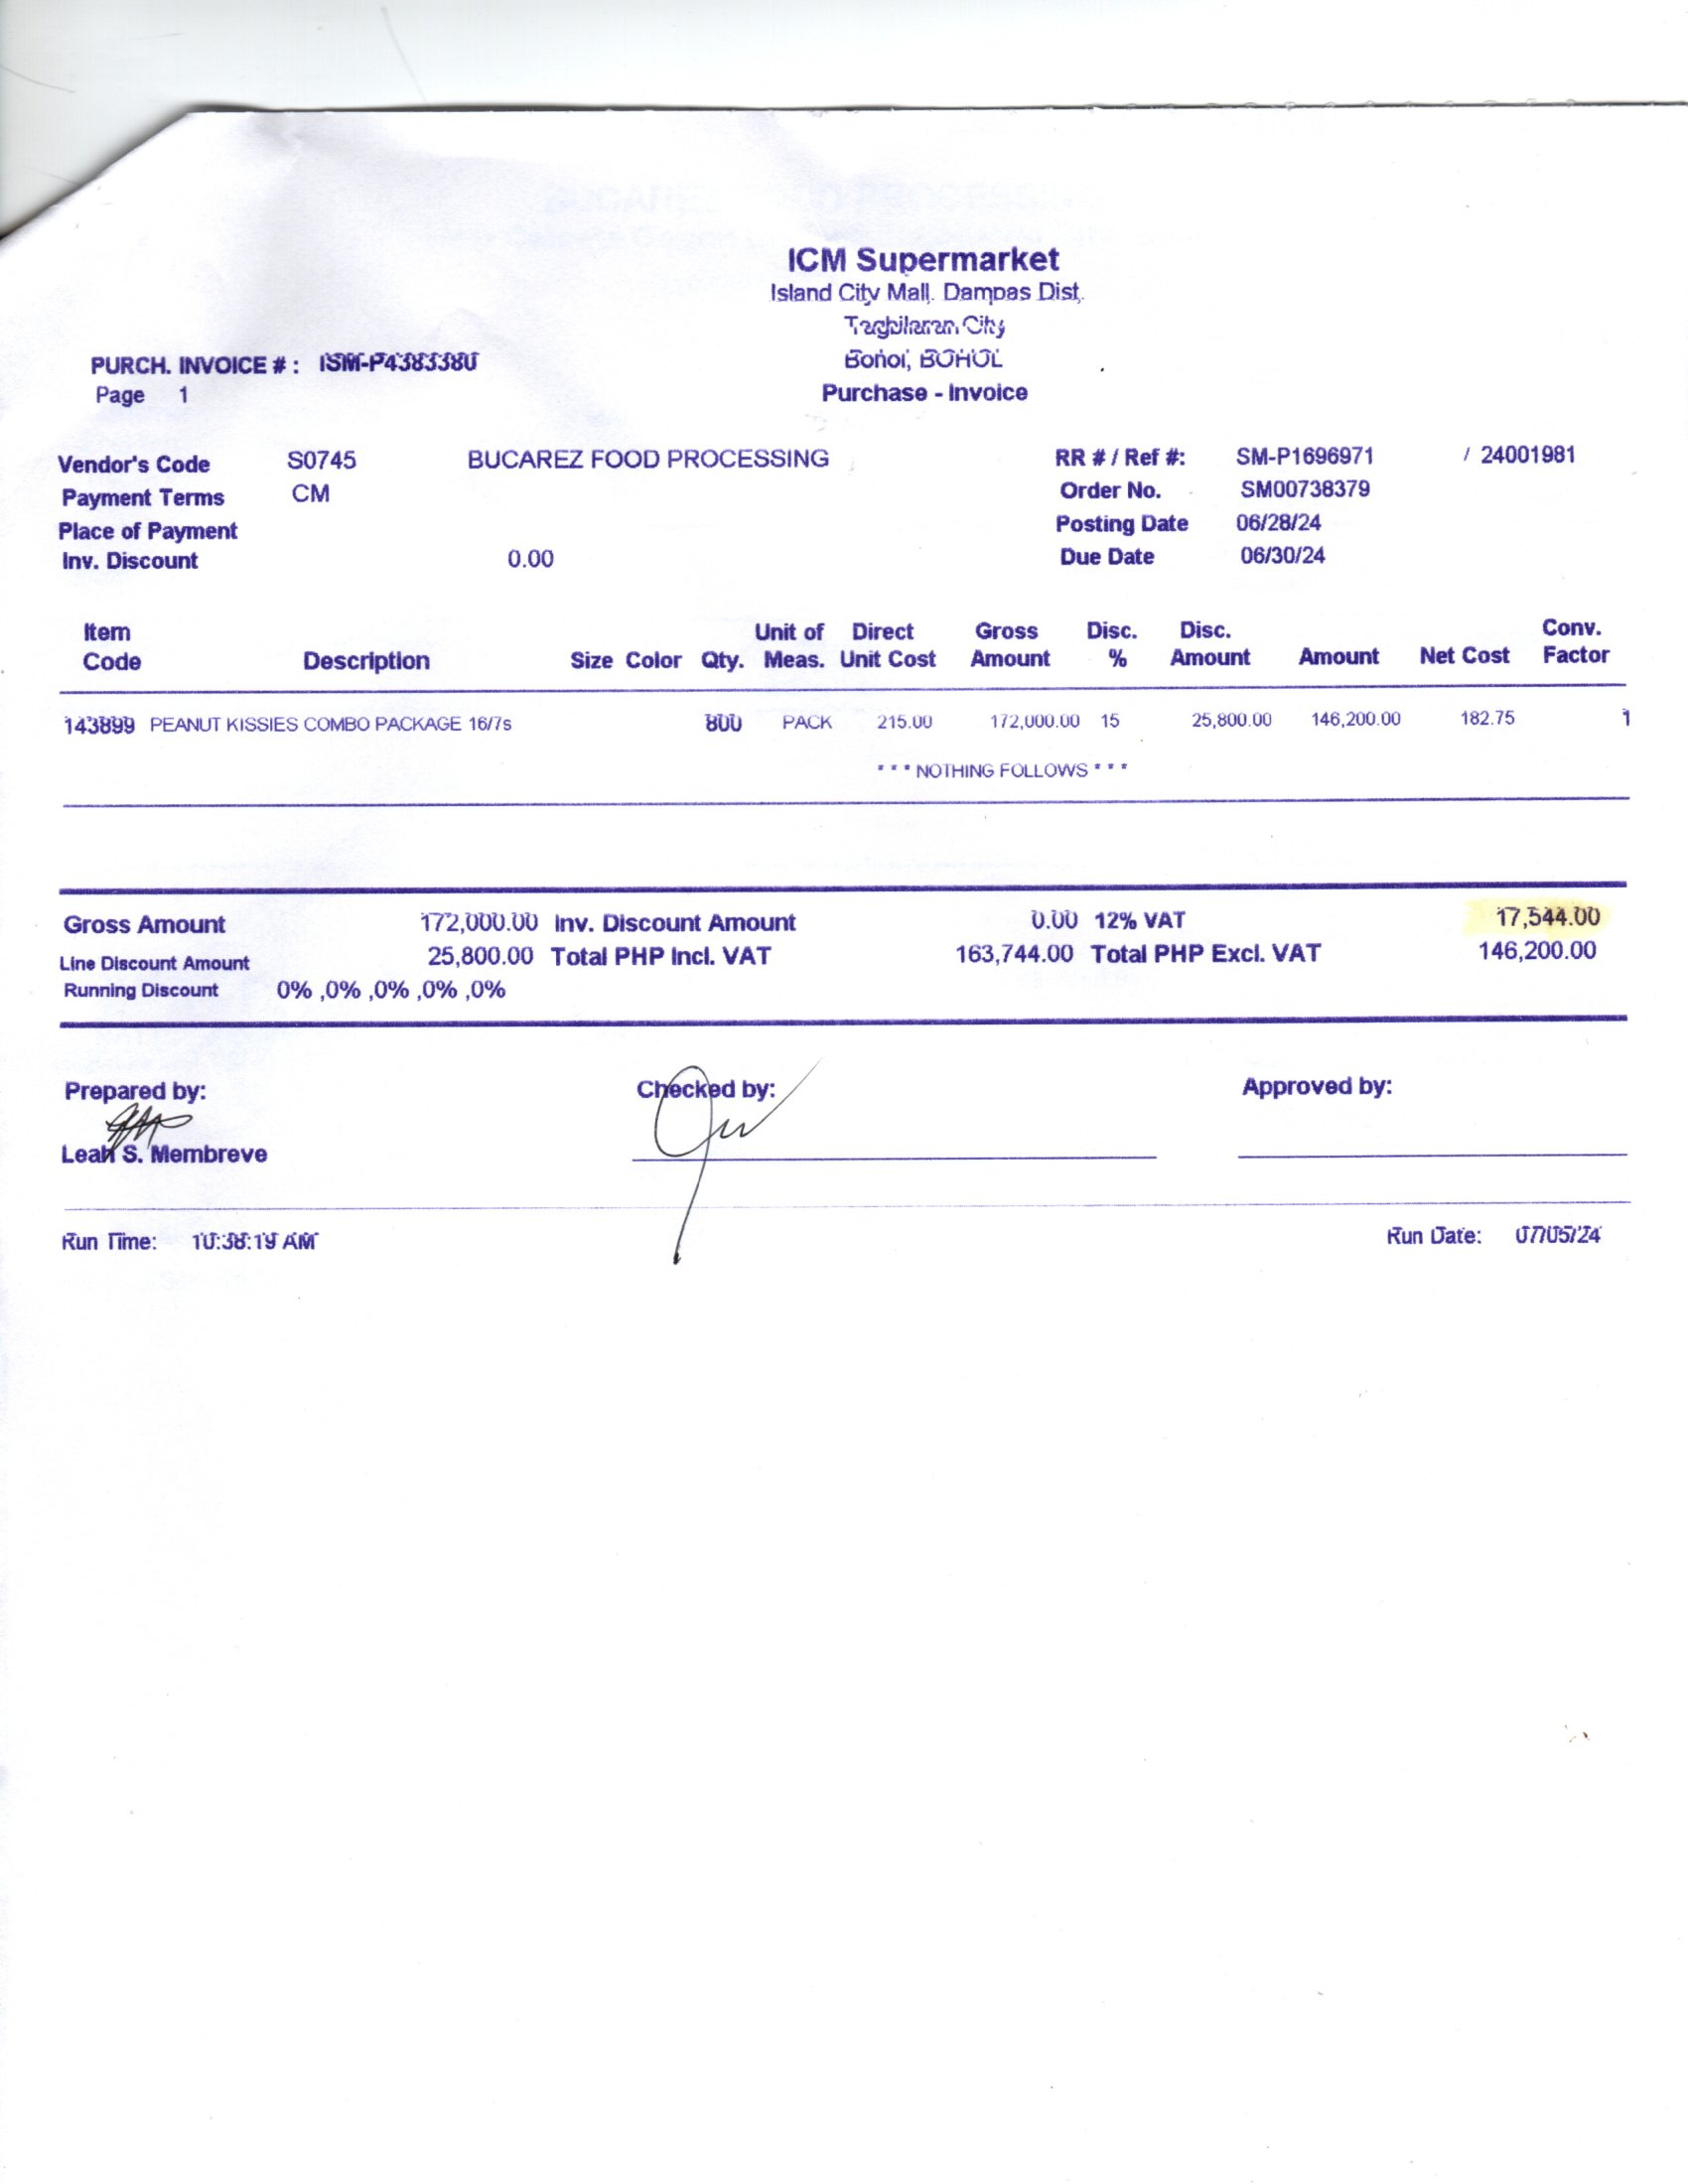 ICM Supermarket
Island City Mall, Dampas Dist.
Tagbilaran City
Bohol, BOHOL
PURCH. INVOICE # : ISM-P4383380
Page 1
Purchase - Invoice
Vendor's Code S0745 BUCAREZ FOOD PROCESSING RR # / Ref #: SM-P1696971 / 24001981
Payment Terms CM Order No. SM00738379
Place of Payment Posting Date 06/28/24
Inv. Discount 0.00 Due Date 06/30/24
Item Code Description Size Color Qty. Unit of Meas. Direct Unit Cost Gross Amount Disc. % Disc. Amount Amount Net Cost Conv. Factor
143899 PEANUT KISSIES COMBO PACKAGE 16/7s 800 PACK 215.00 172,000.00 15 25,800.00 146,200.00 182.75 1
* * * NOTHING FOLLOWS * * *
Gross Amount 172,000.00 Inv. Discount Amount 0.00 12% VAT 17,544.00
Line Discount Amount 25,800.00 Total PHP Incl. VAT 163,744.00 Total PHP Excl. VAT 146,200.00
Running Discount 0% ,0% ,0% ,0% ,0%
Prepared by: Checked by: Approved by:
Leah S. Membreve
Run Time: 10:38:19 AM Run Date: 07/05/24